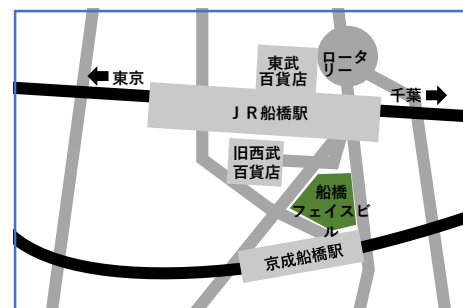 東武
百貨店
ロータ
リー
東京
千葉
ＪＲ船橋駅
旧西武
百貨店
船橋
フェイスビ
ル
京成船橋駅